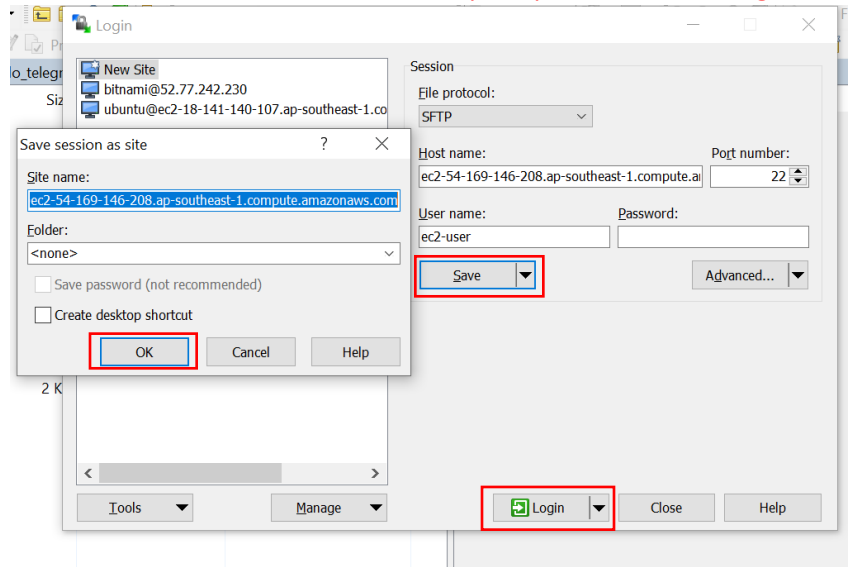 Login
Pr
lo_telegr
Siz
New Site
bitnami@52.77.242.230
ubuntu@ec2-18-141-140-107.ap-southeast-1.co
Save session as site
?
Site name:
ec2-54-169-146-208.ap-southeast-1.compute.amazonaws.com
Folder:
<none>
Save password (not recommended)
Create desktop shortcut
OK
Cancel
Help
2 K
Session
File protocol:
SFTP
Host name:
Port number:
ec2-54-169-146-208.ap-southeast-1.compute.a
22
User name:
Password:
ec2-user
Save
Advanced...
Tools
Manage
Login
Close
Help